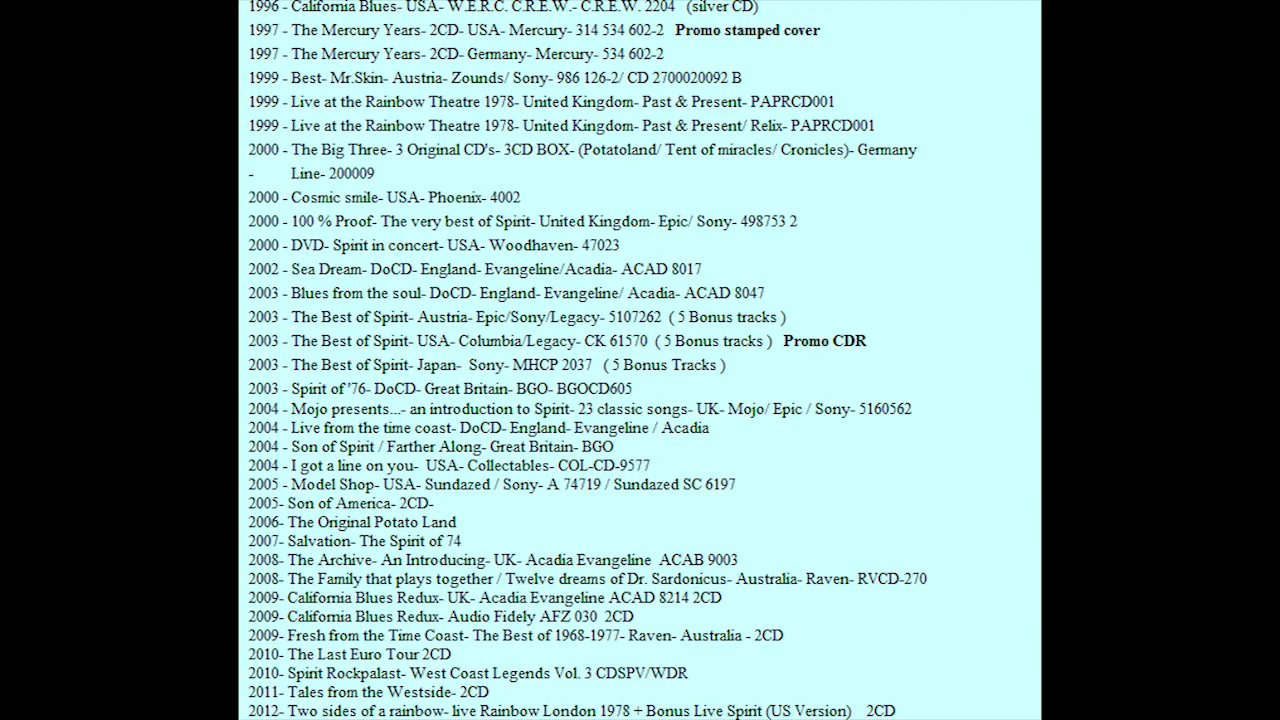 1996 - California Blues- USA- W.E.R.C. C.R.E.W.- C.R.E.W. 2204 (silver CD)
1997 - The Mercury Years- 2CD- USA- Mercury- 314 534 602-2 Promo stamped cover
1997 - The Mercury Years- 2CD- Germany- Mercury- 534 602-2
1999 - Best- Mr.Skin- Austria- Zounds/ Sony- 986 126-2/ CD 2700020092 B
1999 - Live at the Rainbow Theatre 1978- United Kingdom- Past & Present- PAPRCD001
1999 - Live at the Rainbow Theatre 1978- United Kingdom- Past & Present/ Relix- PAPRCD001
2000 - The Big Three- 3 Original CD's- 3CD BOX- (Potatoland/ Tent of miracles/ Cronicles)- Germany
- Line- 200009
2000 - Cosmic smile- USA- Phoenix- 4002
2000 - 100 % Proof- The very best of Spirit- United Kingdom- Epic/ Sony- 498753 2
2000 - DVD- Spirit in concert- USA- Woodhaven- 47023
2002 - Sea Dream- DoCD- England- Evangeline/Acadia- ACAD 8017
2003 - Blues from the soul- DoCD- England- Evangeline/ Acadia- ACAD 8047
2003 - The Best of Spirit- Austria- Epic/Sony/Legacy- 5107262 ( 5 Bonus tracks )
2003 - The Best of Spirit- USA- Columbia/Legacy- CK 61570 ( 5 Bonus tracks ) Promo CDR
2003 - The Best of Spirit- Japan- Sony- MHCP 2037 ( 5 Bonus Tracks )
2003 - Spirit of '76- DoCD- Great Britain- BGO- BGOCD605
2004 - Mojo presents...- an introduction to Spirit- 23 classic songs- UK- Mojo/ Epic / Sony- 5160562
2004 - Live from the time coast- DoCD- England- Evangeline / Acadia
2004 - Son of Spirit / Farther Along- Great Britain- BGO
2004 - I got a line on you- USA- Collectables- COL-CD-9577
2005 - Model Shop- USA- Sundazed / Sony- A 74719 / Sundazed SC 6197
2005- Son of America- 2CD-
2006- The Original Potato Land
2007- Salvation- The Spirit of 74
2008- The Archive- An Introducing- UK- Acadia Evangeline ACAB 9003
2008- The Family that plays together / Twelve dreams of Dr. Sardonicus- Australia- Raven- RVCD-270
2009- California Blues Redux- UK- Acadia Evangeline ACAD 8214 2CD
2009- California Blues Redux- Audio Fidely AFZ 030 2CD
2009- Fresh from the Time Coast- The Best of 1968-1977- Raven- Australia - 2CD
2010- The Last Euro Tour 2CD
2010- Spirit Rockpalast- West Coast Legends Vol. 3 CDSPV/WDR
2011- Tales from the Westside- 2CD
2012- Two sides of a rainbow- live Rainbow London 1978 + Bonus Live Spirit (US Version) 2CD